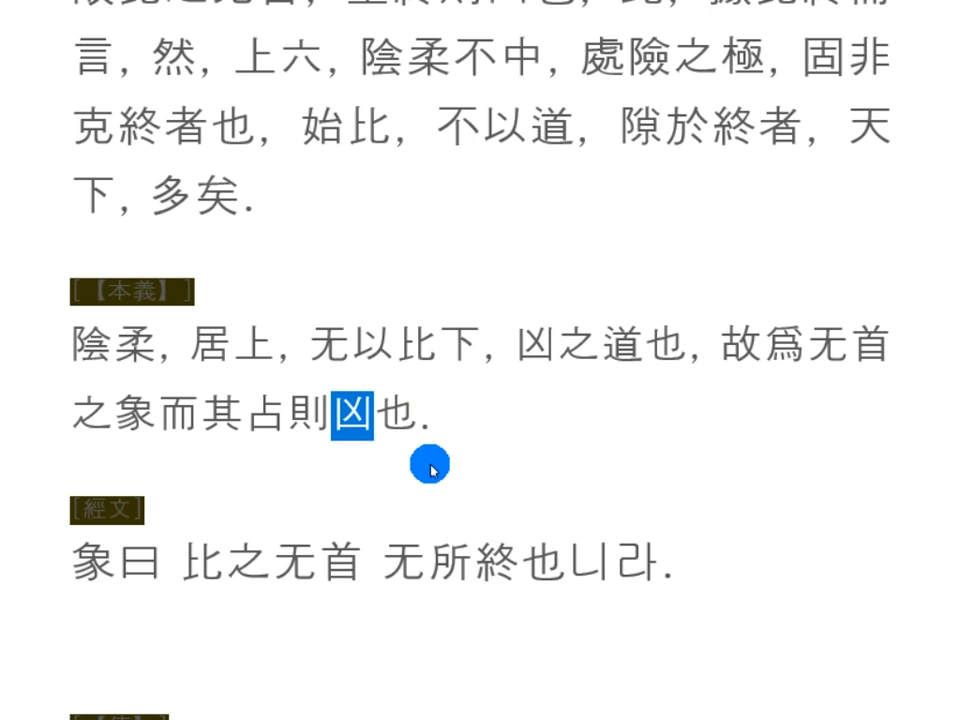 言, 然, 上六, 陰柔不中, 處險之極, 固非
克終者也, 始比, 不以道, 隙於終者, 天
下, 多矣.
[【本義】]
陰柔, 居上, 无以比下, 凶之道也, 故爲无首
之象而其占則凶也.
[經文]
象曰 比之无首 无所終也니라.